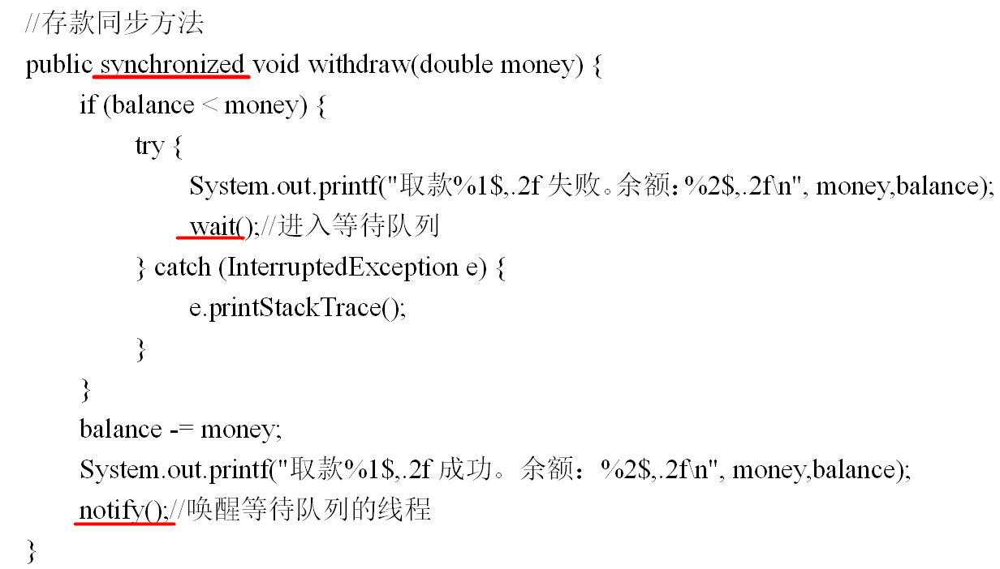 //存款同步方法
public synchronized void withdraw(double money) {
if (balance < money) {
try {
System.out.printf("取款%1$,.2f 失败。余额：%2$,.2f\n", money,balance);
wait();//进入等待队列
} catch (InterruptedException e) {
e.printStackTrace();
}
}
balance -= money;
System.out.printf("取款%1$,.2f 成功。余额：%2$,.2f\n", money,balance);
notify();//唤醒等待队列的线程
}